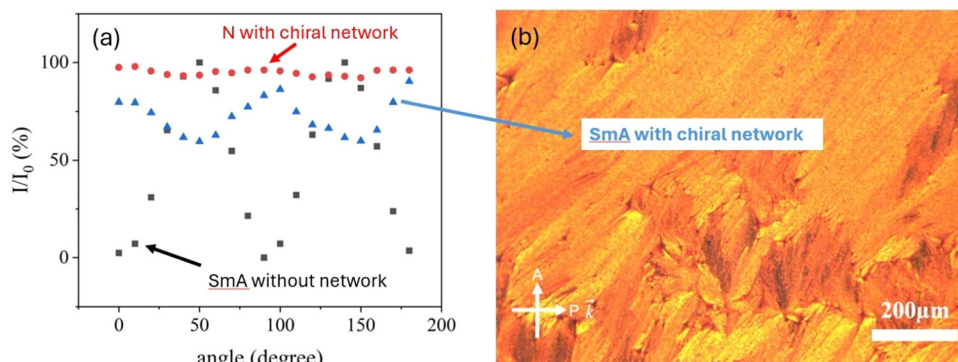 (a)
N with chiral network
100
50
0
I/I₀ (%)
SmA without network
0 50 100 150 200
angle (degree)
(b)
SmA with chiral network
A
P k⃗
200μm